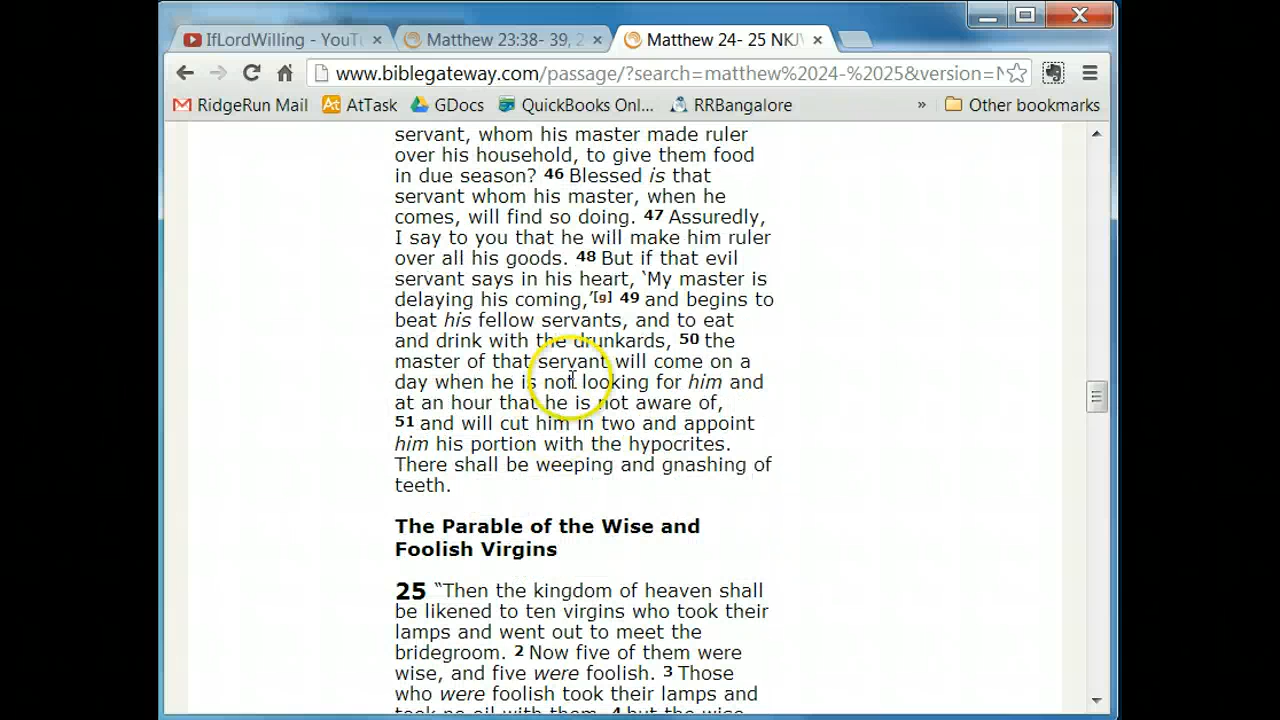 IfLordWilling - YouT
Matthew 23:38- 39, 2
Matthew 24- 25 NKJV
www.biblegateway.com/passage/?search=matthew%2024-%2025&version=N
RidgeRun Mail
AtTask
GDocs
QuickBooks Onl...
RRBangalore
»
Other bookmarks
servant, whom his master made ruler
over his household, to give them food
in due season? 46 Blessed is that
servant whom his master, when he
comes, will find so doing. 47 Assuredly,
I say to you that he will make him ruler
over all his goods. 48 But if that evil
servant says in his heart, ‘My master is
delaying his coming,’[g] 49 and begins to
beat his fellow servants, and to eat
and drink with the drunkards, 50 the
master of that servant will come on a
day when he is not looking for him and
at an hour that he is not aware of,
51 and will cut him in two and appoint
him his portion with the hypocrites.
There shall be weeping and gnashing of
teeth.
The Parable of the Wise and
Foolish Virgins
25 “Then the kingdom of heaven shall
be likened to ten virgins who took their
lamps and went out to meet the
bridegroom. 2 Now five of them were
wise, and five were foolish. 3 Those
who were foolish took their lamps and
took no oil with them, 4 but the wise